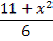 11 + x²
6